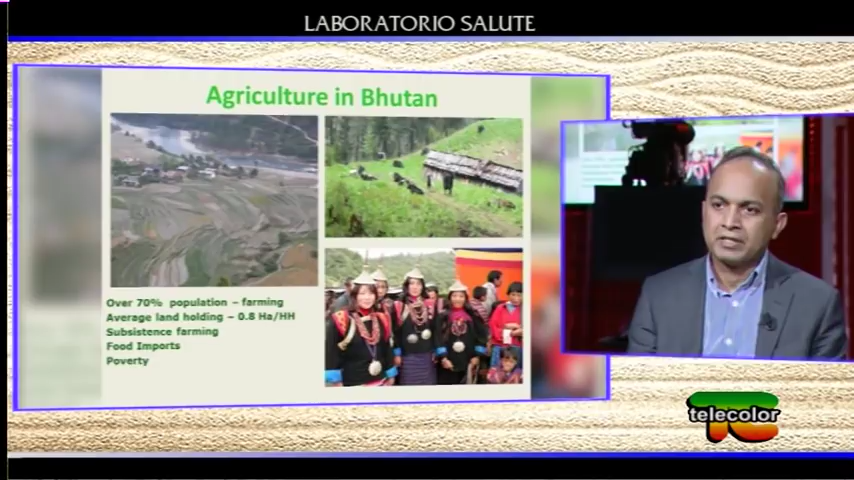 LABORATORIO SALUTE
Agriculture in Bhutan
Over 70% population – farming
Average land holding – 0.8 Ha/HH
Subsistence farming
Food Imports
Poverty
telecolor